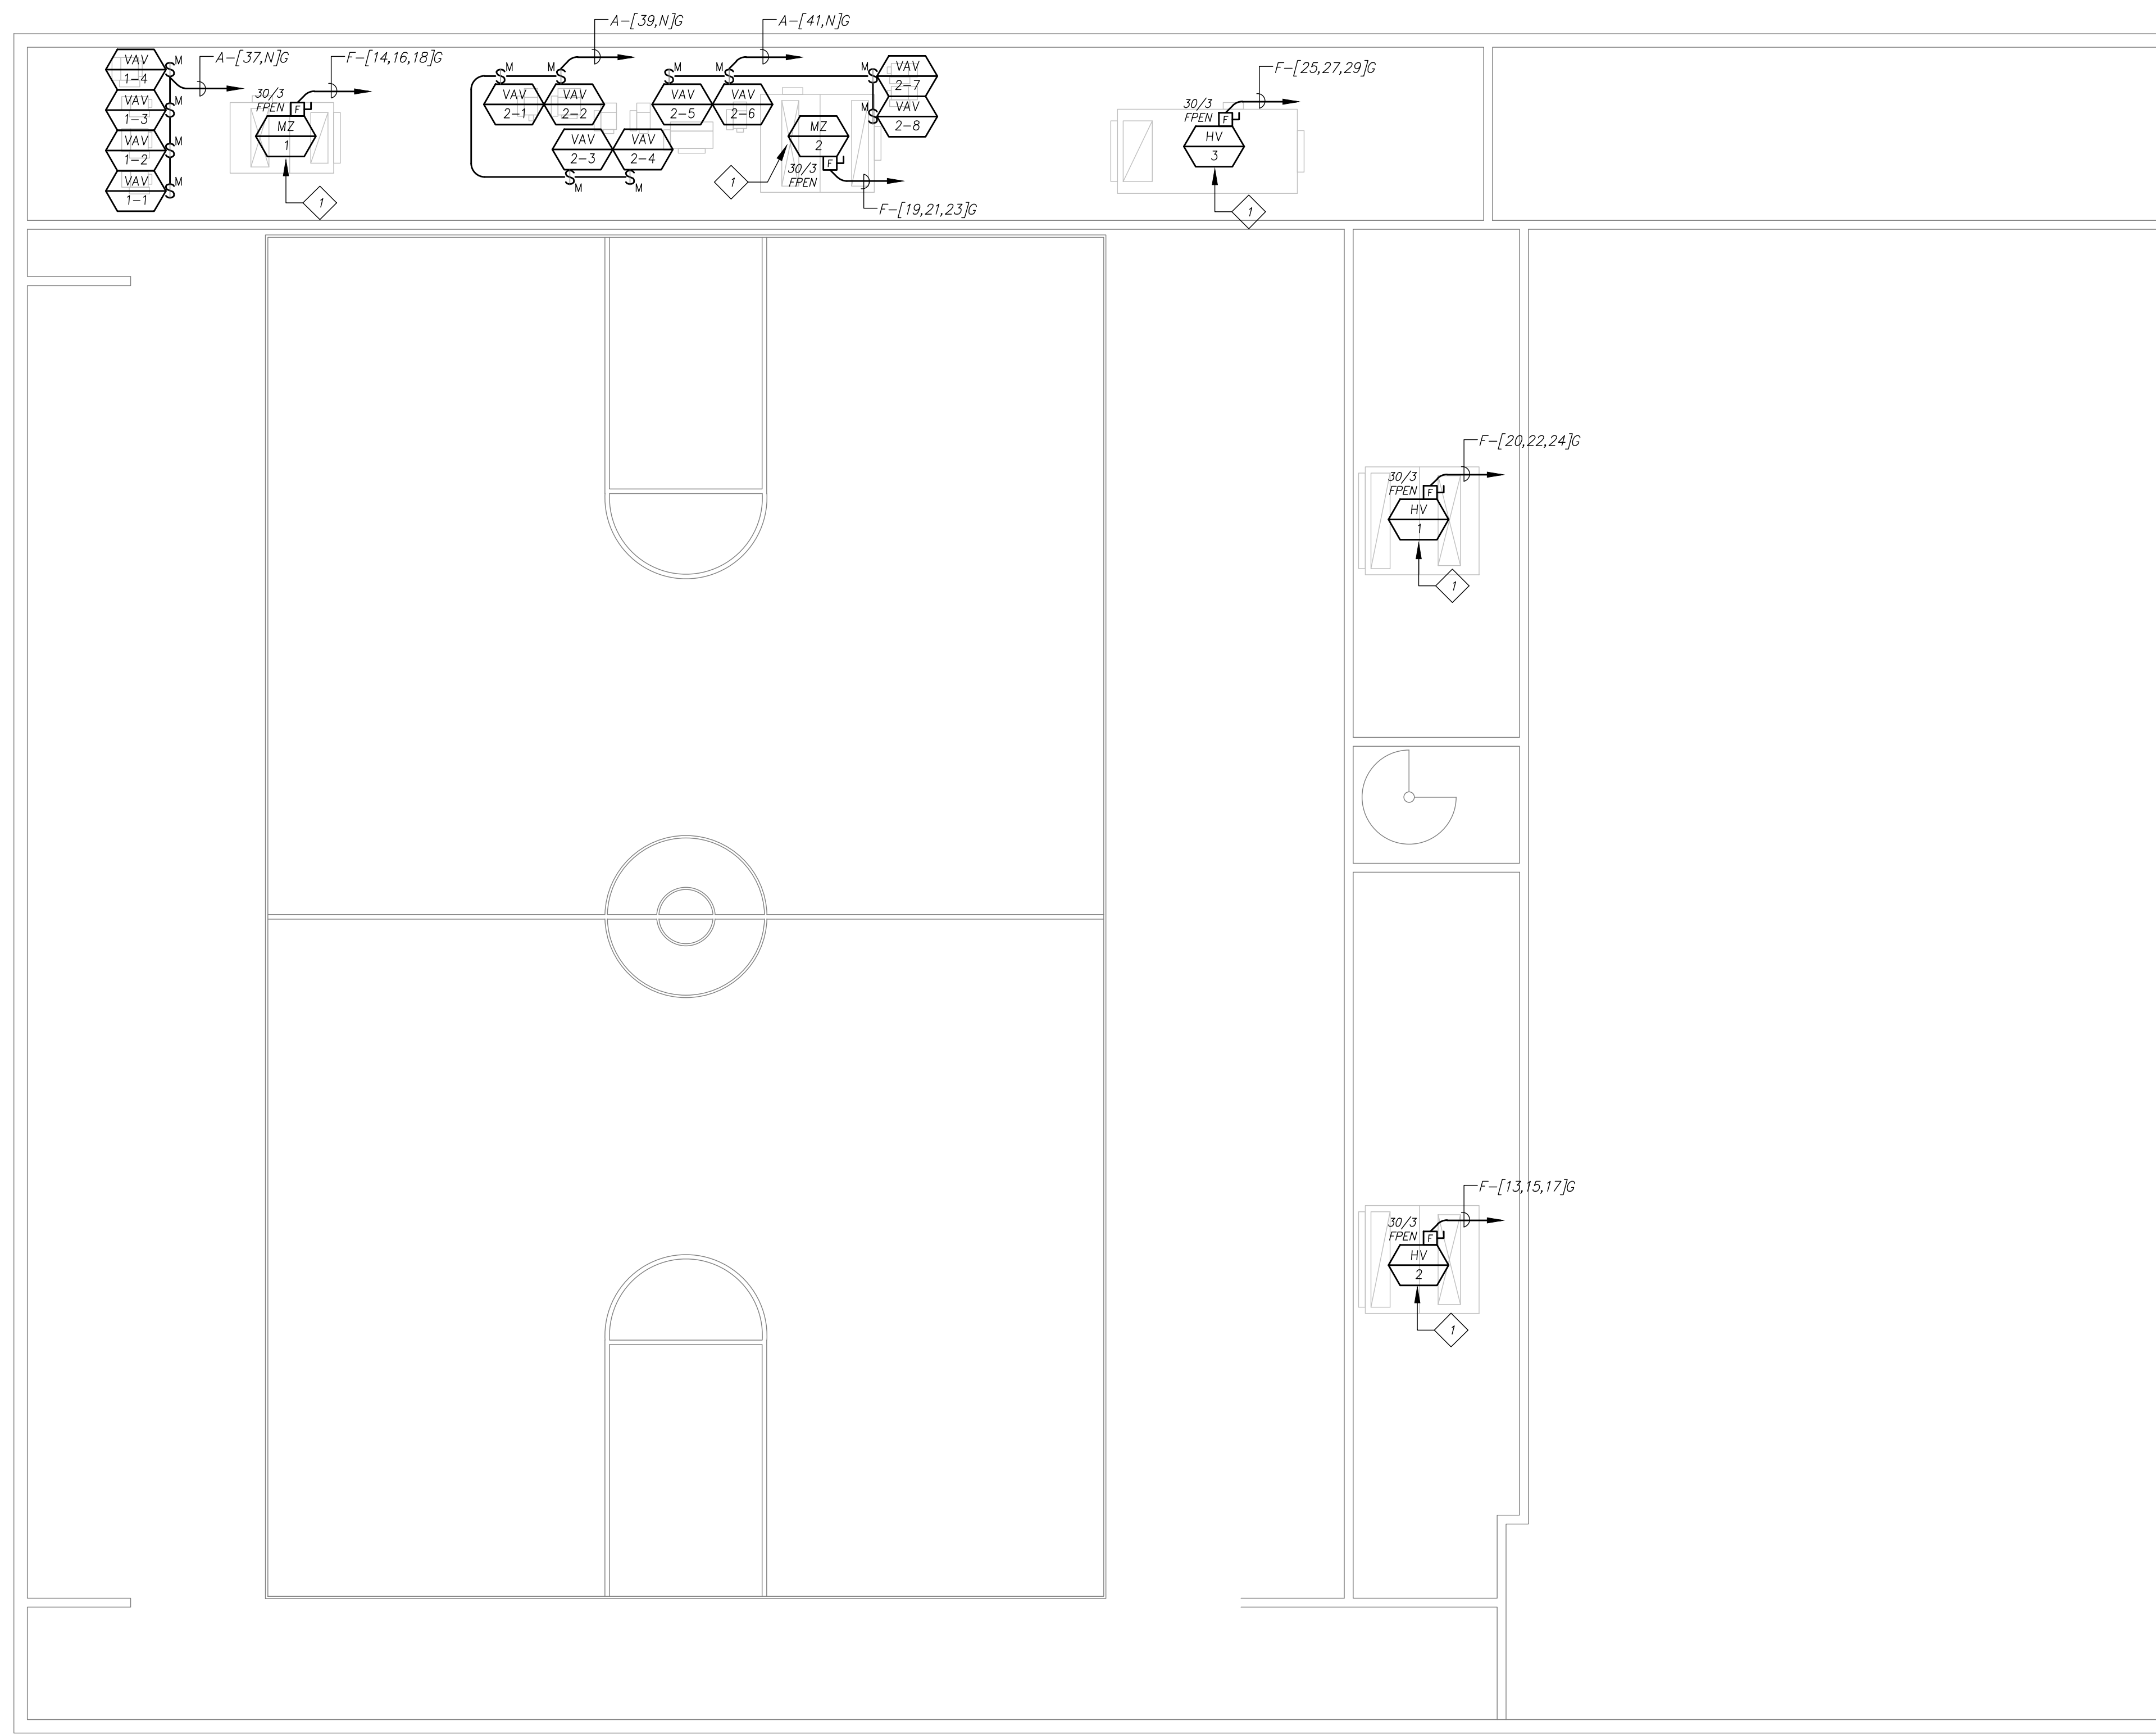 A-[39,N]G
A-[41,N]G
A-[37,N]G
F-[14,16,18]G
F-[25,27,29]G
VAV
1-4
M
VAV
1-3
M
VAV
1-2
M
VAV
1-1
M
30/3
FPEN
F
MZ
1
1
M
M
VAV
2-1
VAV
2-2
VAV
2-3
VAV
2-4
M
M
M
M
VAV
2-5
VAV
2-6
MZ
2
30/3
FPEN
F
1
M
VAV
2-7
M
VAV
2-8
F-[19,21,23]G
30/3
FPEN
F
HV
3
1
F-[20,22,24]G
30/3
FPEN
F
HV
1
1
F-[13,15,17]G
30/3
FPEN
F
HV
2
1